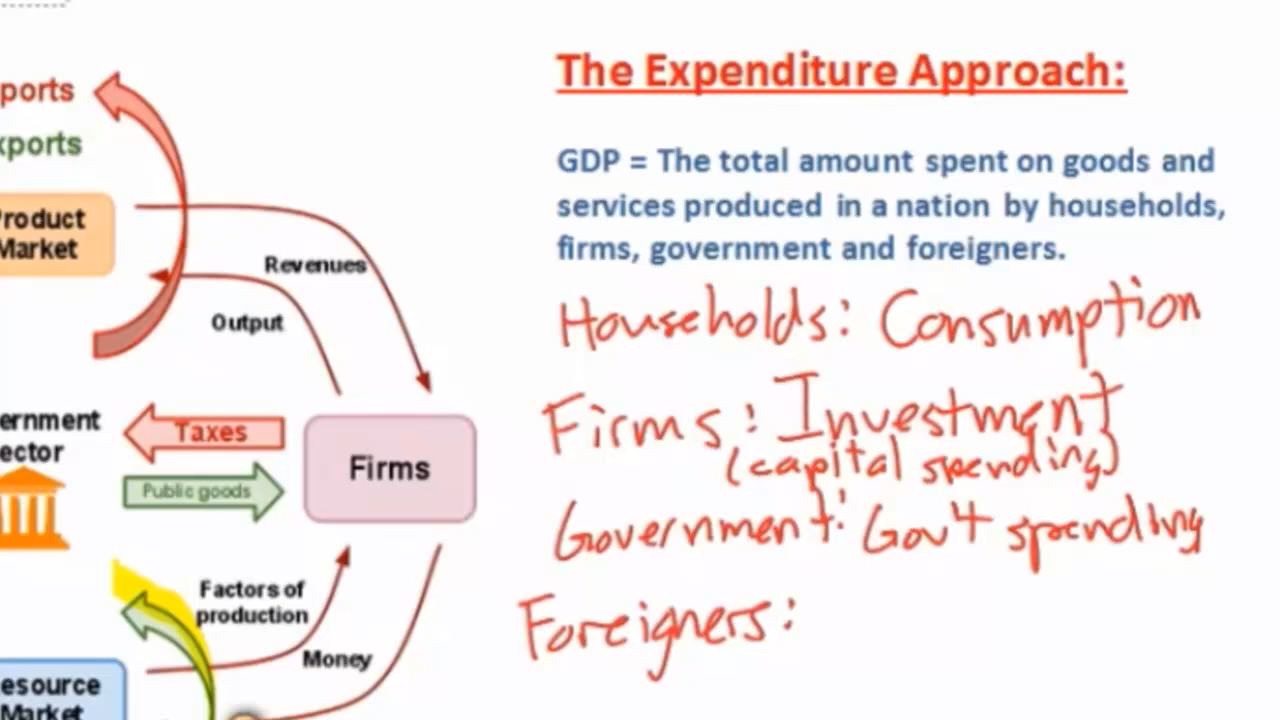 ports
xports
Product
Market
Revenues
Output
ernment
ector
Taxes
Public goods
Firms
Factors of
production
Money
esource
Market
The Expenditure Approach:
GDP = The total amount spent on goods and
services produced in a nation by households,
firms, government and foreigners.
Households: Consumption
Firms: Investment
(capital spending)
Government: Gov't spending
Foreigners: